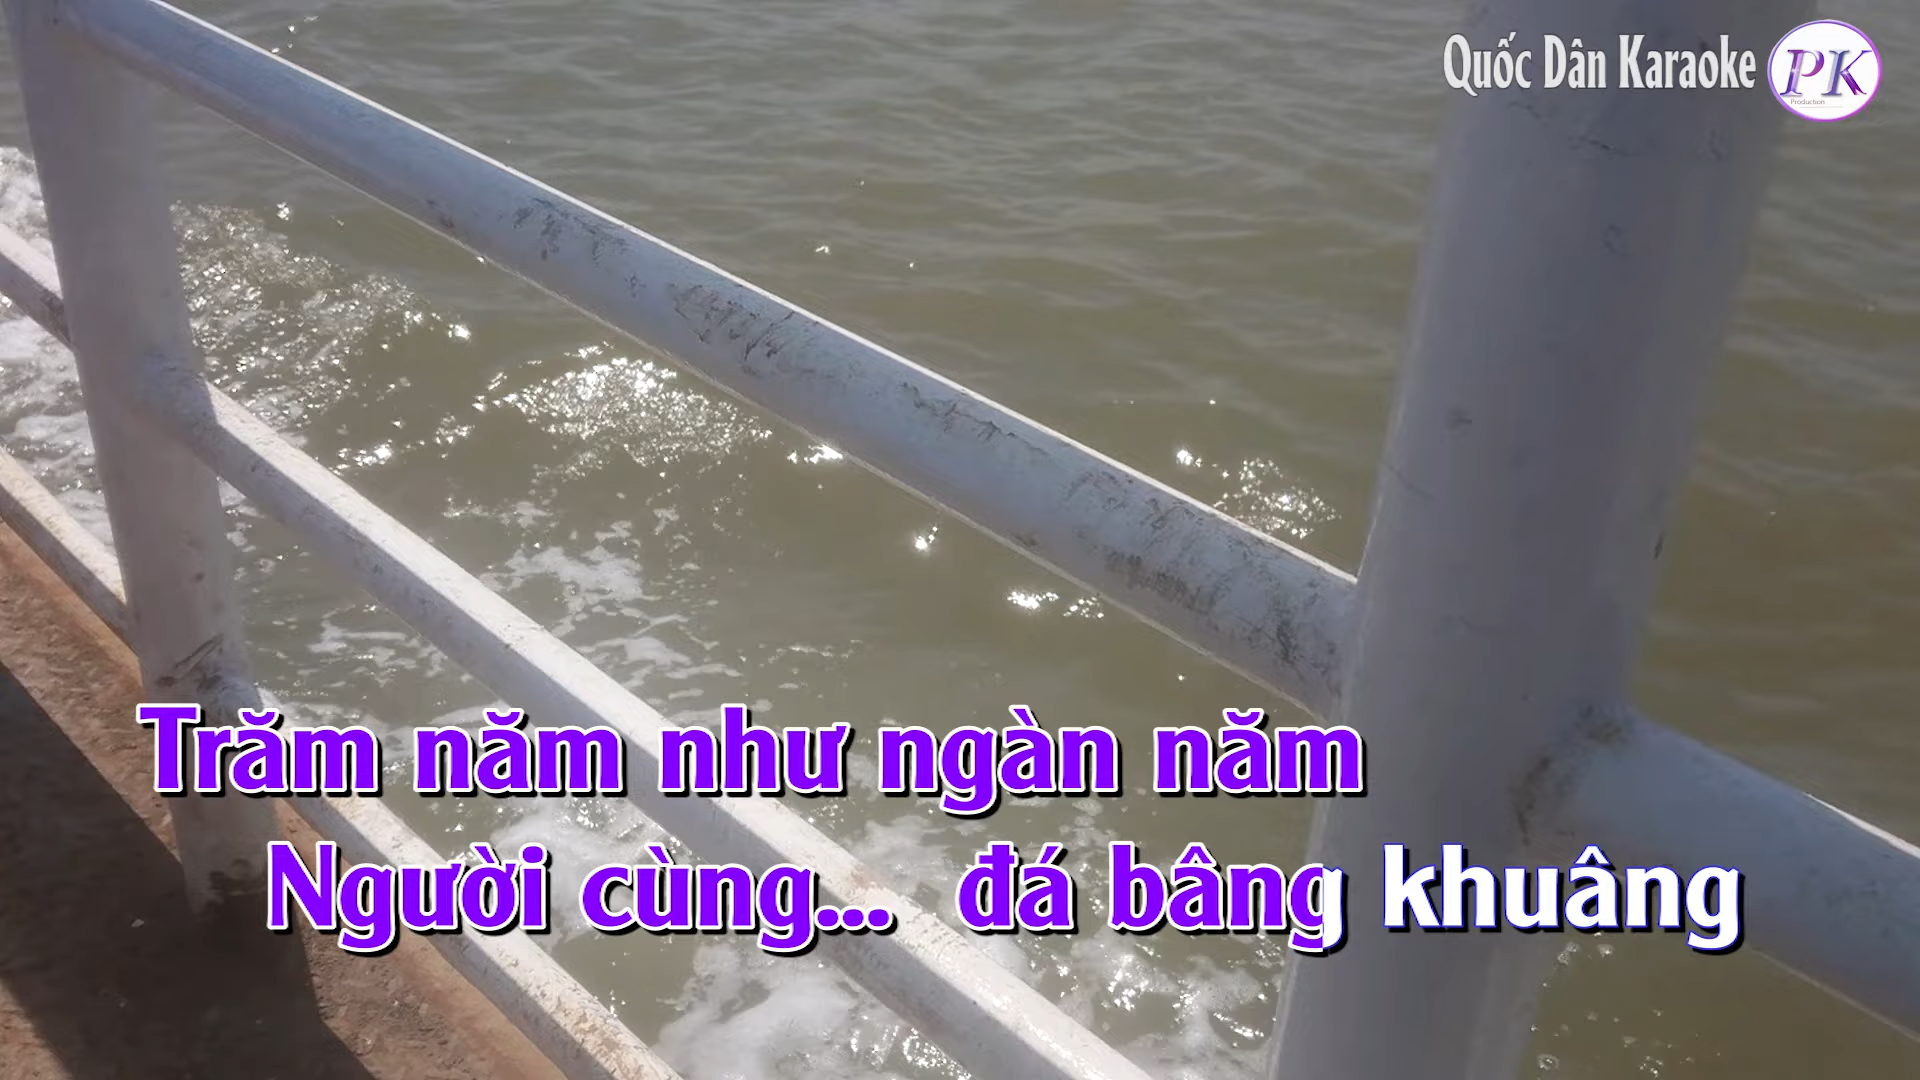 Quốc Dân Karaoke
PK
Production
Trăm năm như ngàn năm
Người cùng... đá bâng khuâng